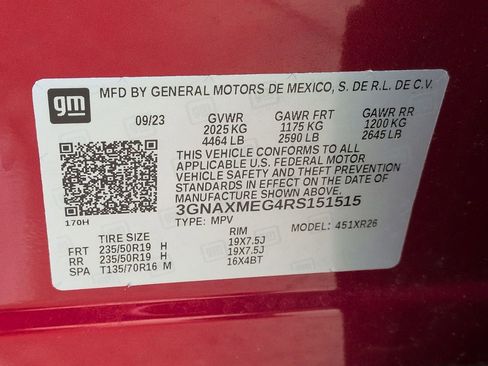 gm
MFD BY GENERAL MOTORS DE MEXICO, S. DE R.L. DE C.V.
09/23 GVWR GAWR FRT GAWR RR
2025 KG 1175 KG 1200 KG
4464 LB 2590 LB 2645 LB
THIS VEHICLE CONFORMS TO ALL
APPLICABLE U.S. FEDERAL MOTOR
VEHICLE SAFETY AND THEFT PREVENTION
STANDARDS IN EFFECT ON THE DATE OF
MANUFACTURE SHOWN ABOVE.
3GNAXMEG4RS151515
170H TYPE: MPV MODEL: 451XR26
TIRE SIZE RIM
FRT 235/50R19 H 19X7.5J
RR 235/50R19 H 19X7.5J
SPA T135/70R16 M 16X4BT